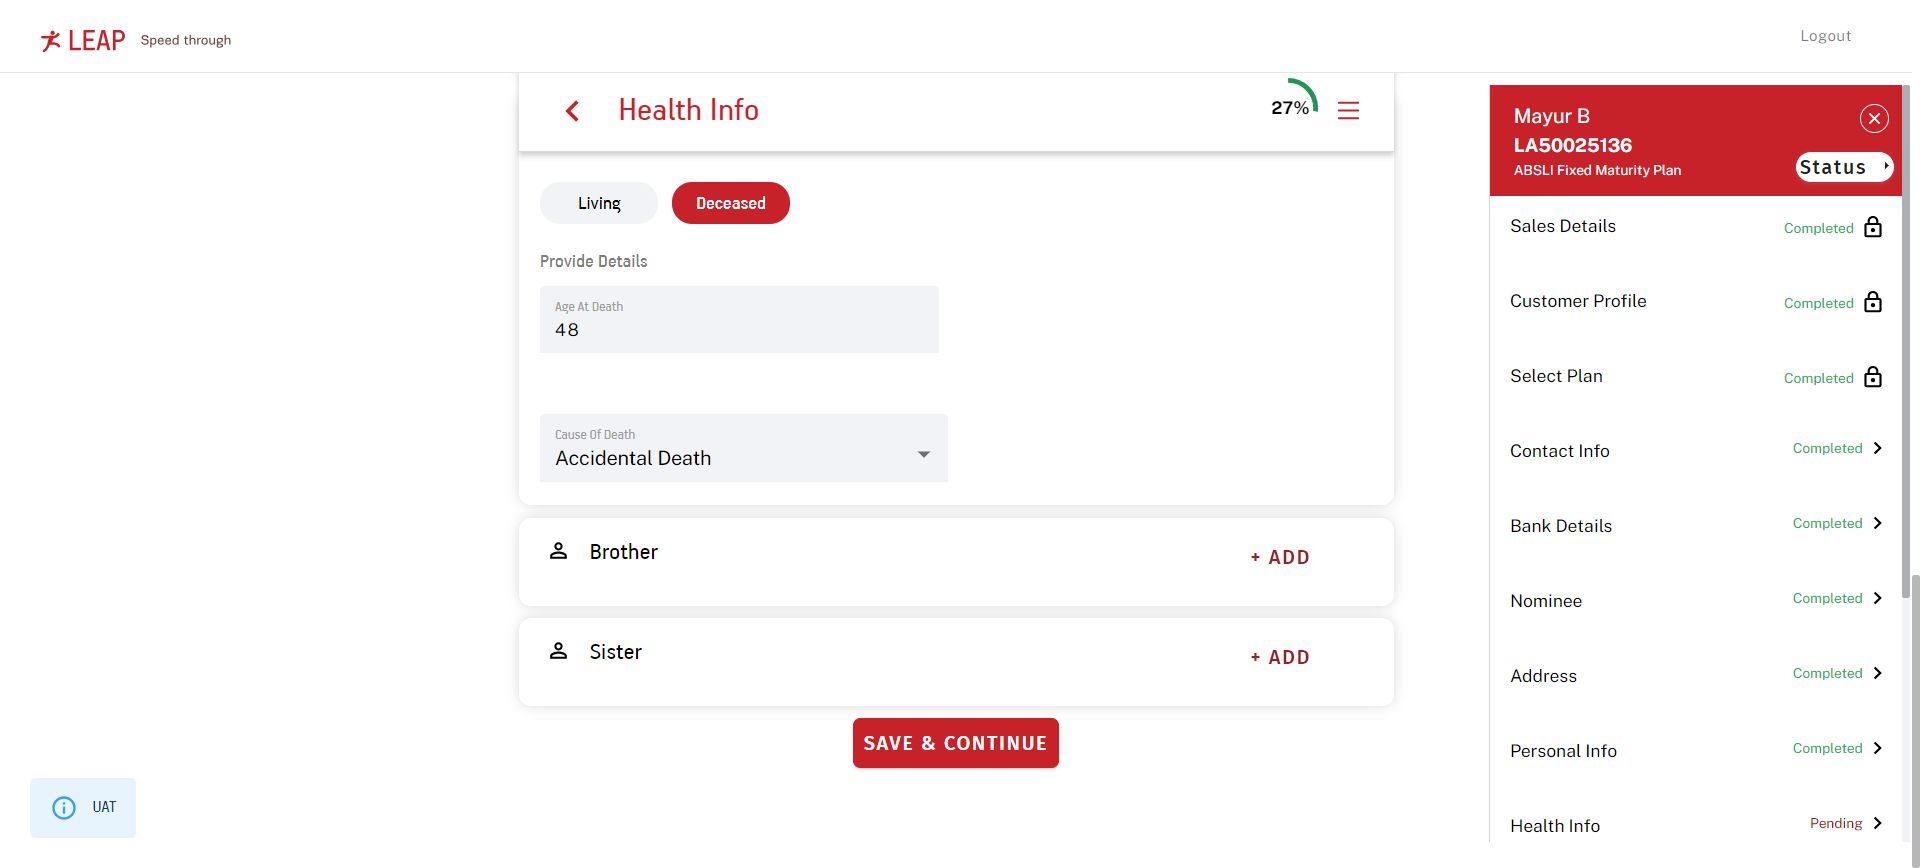 LEAP Speed through
Logout
Health Info
27%
Living
Deceased
Provide Details
Age At Death
48
Cause Of Death
Accidental Death
Brother
+ ADD
Sister
+ ADD
SAVE & CONTINUE
UAT
Mayur B
LA50025136
ABSLI Fixed Maturity Plan
Status
Sales Details
Completed
Customer Profile
Completed
Select Plan
Completed
Contact Info
Completed
Bank Details
Completed
Nominee
Completed
Address
Completed
Personal Info
Completed
Health Info
Pending